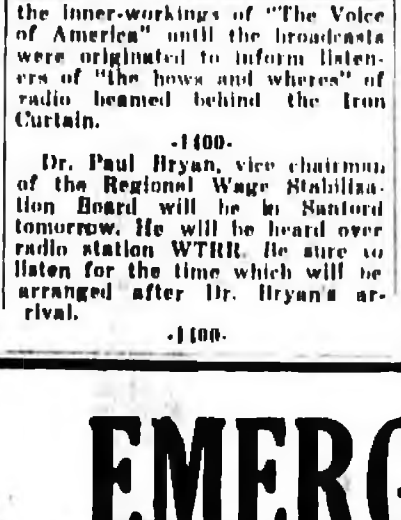 the inner-workings of "The Voice
of America" until the broadcasts
were originated to inform listen-
ers of "the hows and wheres" of
radio beamed behind the Iron
Curtain.
-1400-
Dr. Paul Bryan, vice chairman
of the Regional Wage Stabiliza-
tion Board will be in Sanford
tomorrow. He will be heard over
radio station WTRR. Be sure to
listen for the time which will be
arranged after Dr. Bryan's ar-
rival.
-1400-
EMERG